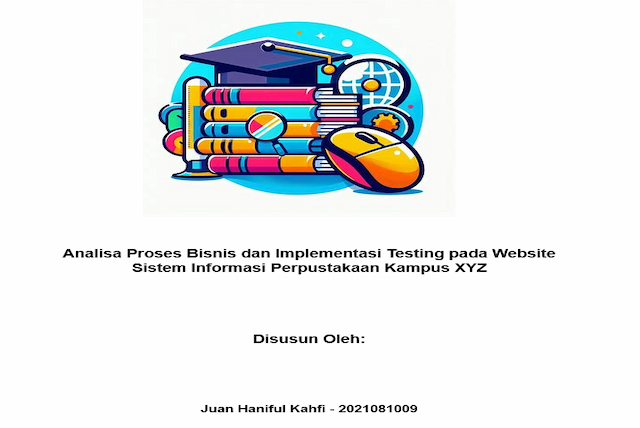 Analisa Proses Bisnis dan Implementasi Testing pada Website
Sistem Informasi Perpustakaan Kampus XYZ
Disusun Oleh:
Juan Haniful Kahfi - 2021081009